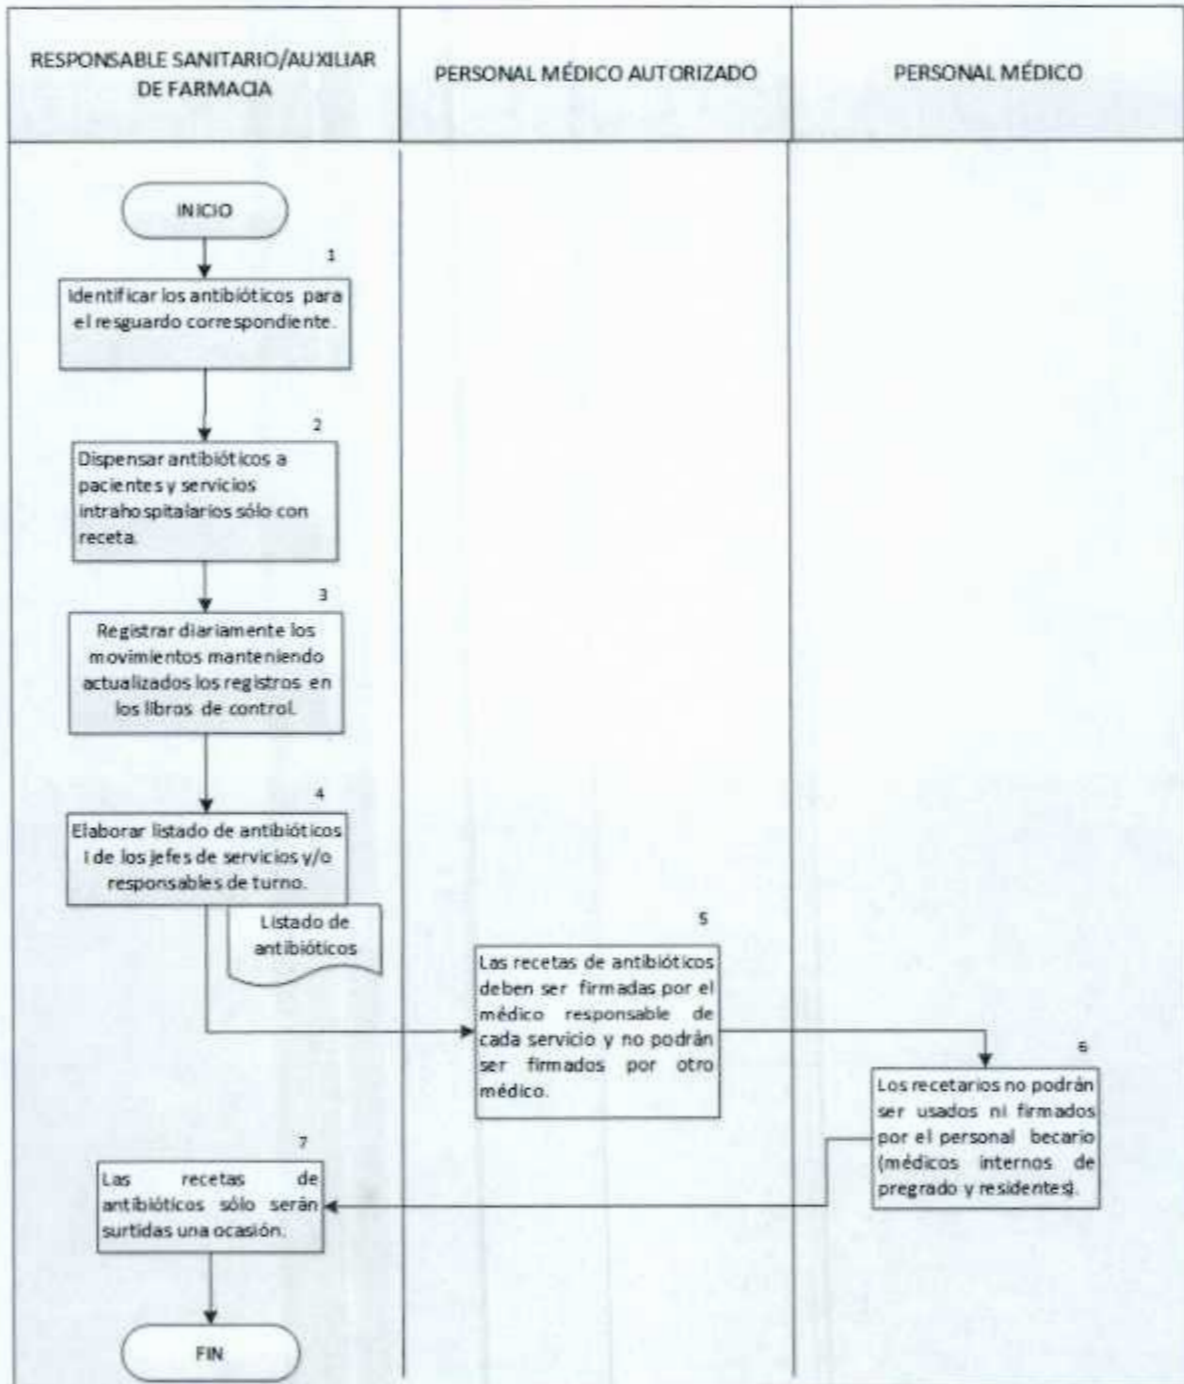 RESPONSABLE SANITARIO/AUXILIAR
DE FARMACIA
PERSONAL MÉDICO AUTORIZADO
PERSONAL MÉDICO
INICIO
1
Identificar los antibióticos para
el resguardo correspondiente.
2
Dispensar antibióticos a
pacientes y servicios
intrahospitalarios sólo con
receta.
3
Registrar diariamente los
movimientos manteniendo
actualizados los registros en
los libros de control.
4
Elaborar listado de antibióticos
i de los jefes de servicios y/o
responsables de turno.
Listado de
antibióticos
5
Las recetas de antibióticos
deben ser firmadas por el
médico responsable de
cada servicio y no podrán
ser firmados por otro
médico.
6
Los recetarios no podrán
ser usados ni firmados
por el personal becario
(médicos internos de
pregrado y residentes).
7
Las recetas de
antibióticos sólo serán
surtidas una ocasión.
FIN